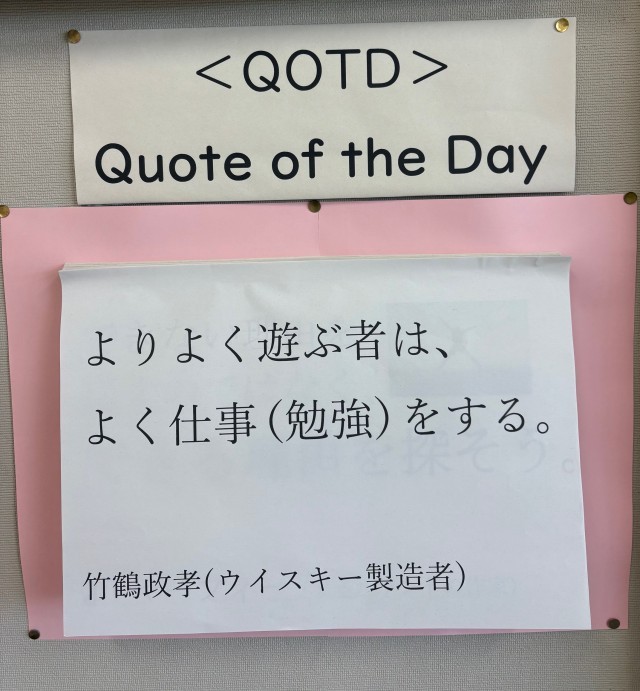 <QOTD>
Quote of the Day
よりよく遊ぶ者は、
よく仕事(勉強)をする。
竹鶴政孝(ウイスキー製造者)